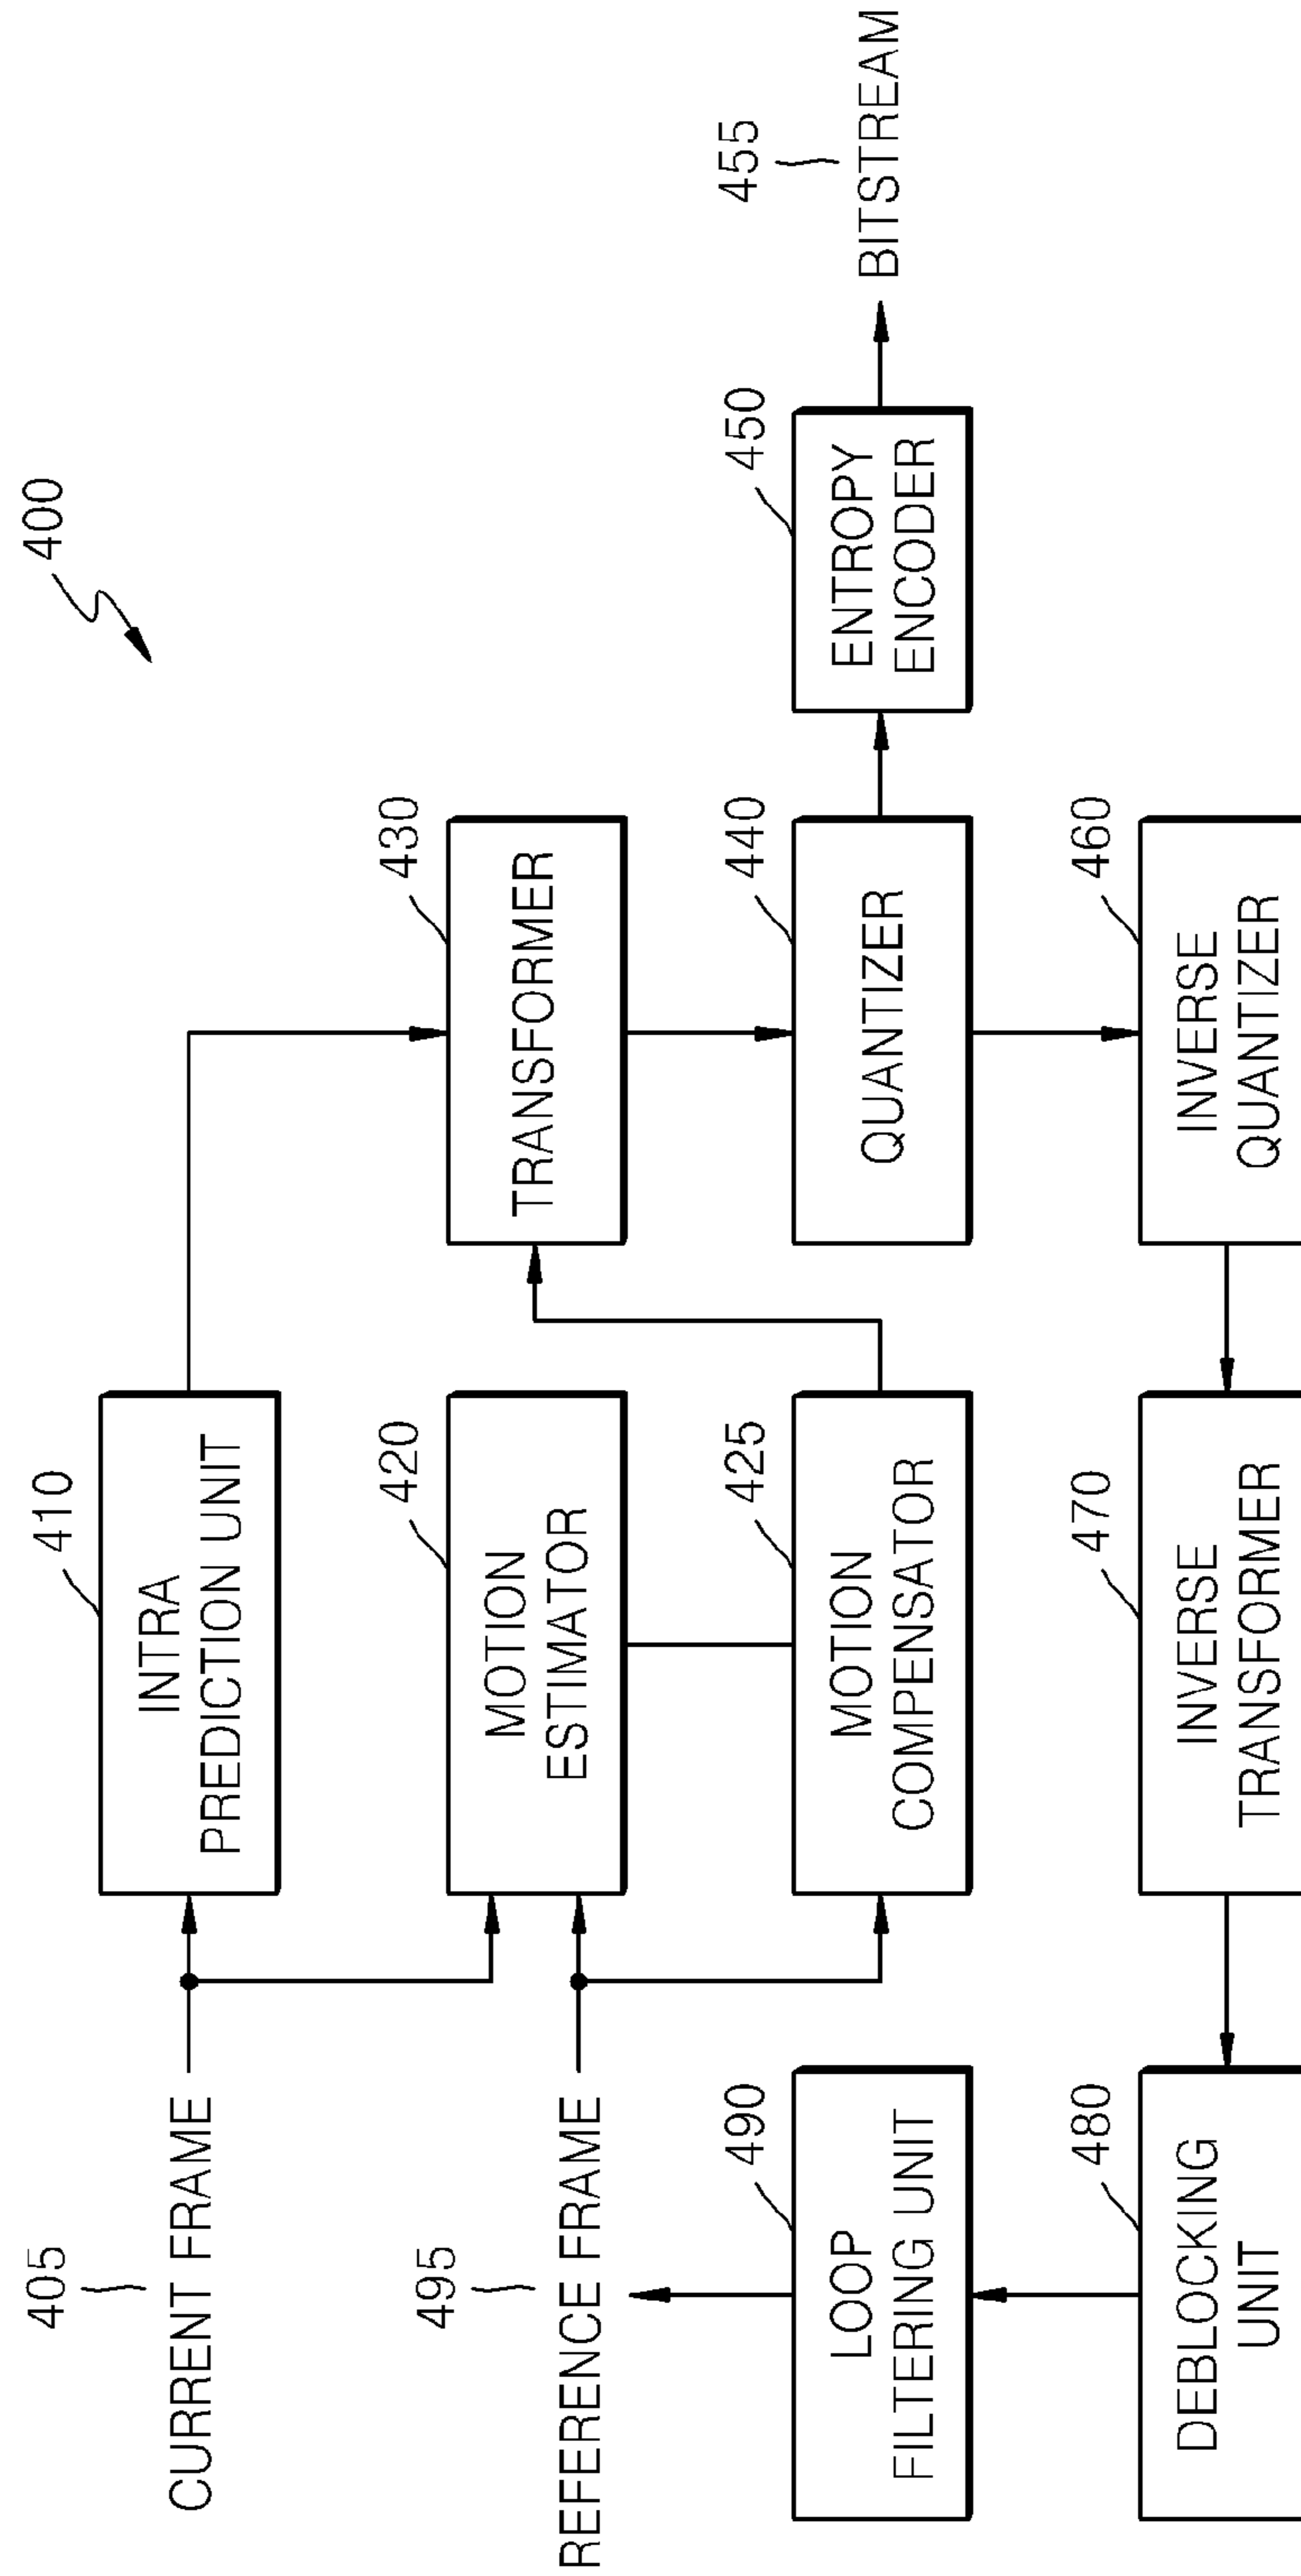 400
405
CURRENT FRAME
410
INTRA
PREDICTION UNIT
495
REFERENCE FRAME
420
MOTION
ESTIMATOR
430
TRANSFORMER
490
LOOP
FILTERING UNIT
425
MOTION
COMPENSATOR
440
QUANTIZER
450
ENTROPY
ENCODER
455
BITSTREAM
480
DEBLOCKING
UNIT
470
INVERSE
TRANSFORMER
460
INVERSE
QUANTIZER